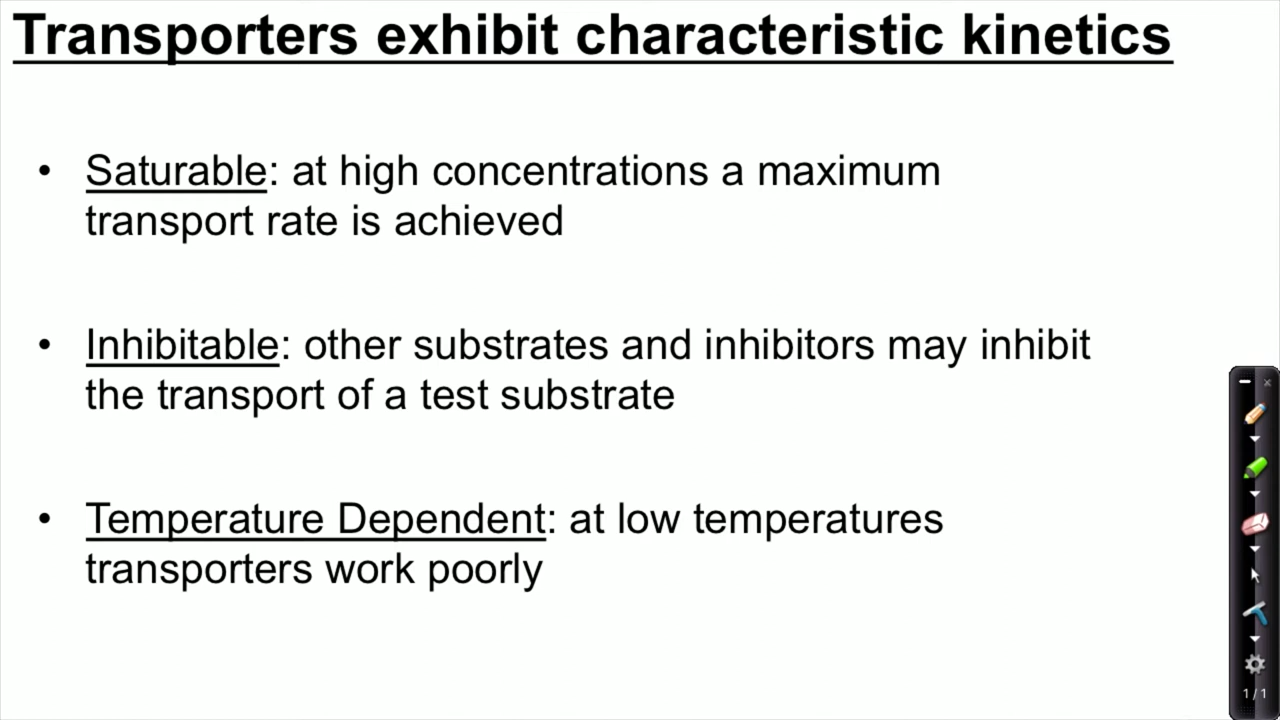 Transporters exhibit characteristic kinetics
• Saturable: at high concentrations a maximum
transport rate is achieved
• Inhibitable: other substrates and inhibitors may inhibit
the transport of a test substrate
• Temperature Dependent: at low temperatures
transporters work poorly
1 / 1